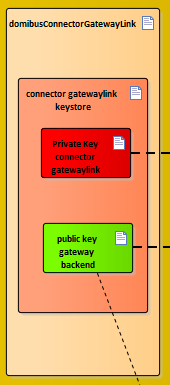 domibusConnectorGatewayLink
connector gatewaylink
keystore
Private Key
connector
gatewaylink
public key
gateway
backend